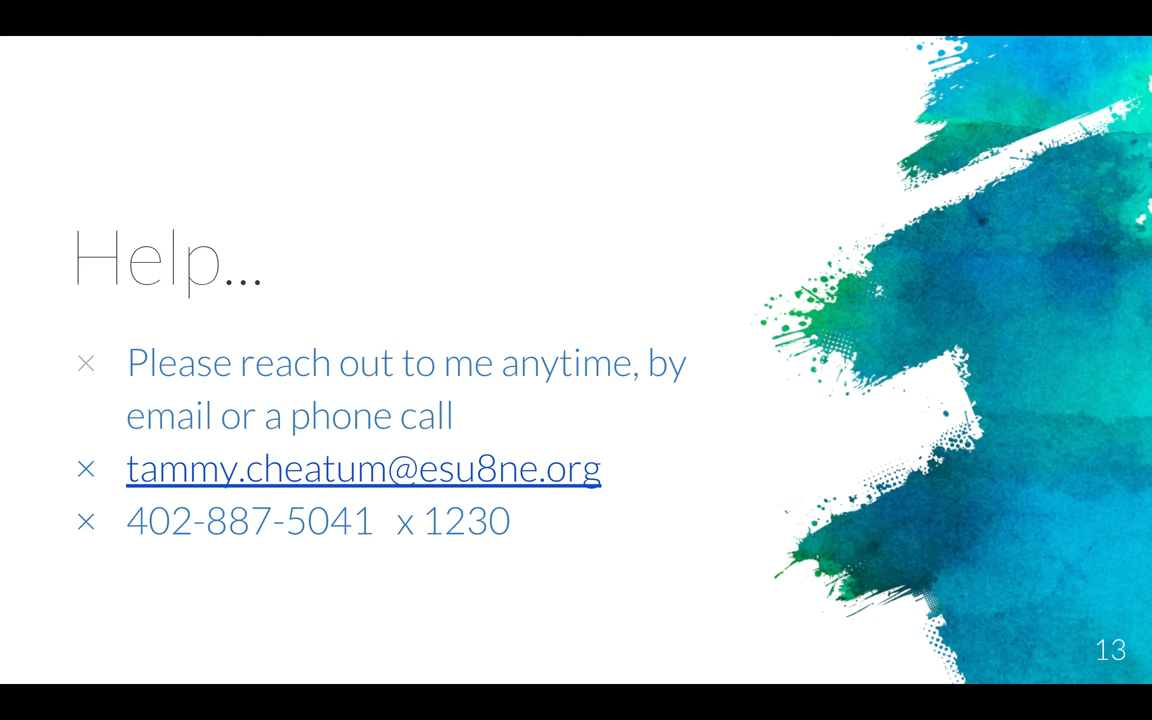 Help...
× Please reach out to me anytime, by
email or a phone call
× tammy.cheatum@esu8ne.org
× 402-887-5041 x 1230
13